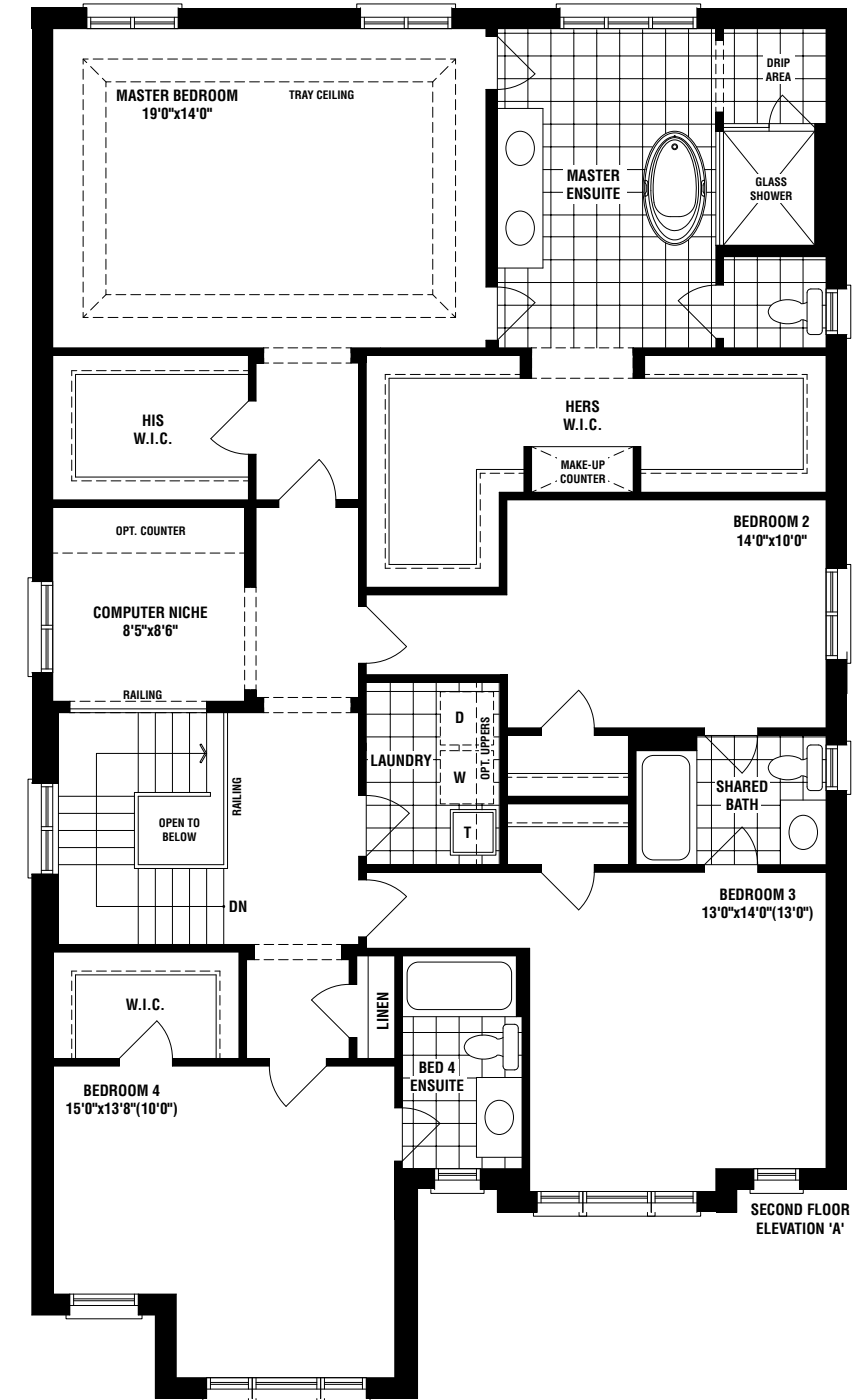 MASTER BEDROOM
19'0"x14'0"
TRAY CEILING
DRIP
AREA
MASTER
ENSUITE
GLASS
SHOWER
HIS
W.I.C.
HERS
W.I.C.
MAKE-UP
COUNTER
OPT. COUNTER
BEDROOM 2
14'0"x10'0"
COMPUTER NICHE
8'5"x8'6"
RAILING
D
OPT. UPPERS
LAUNDRY
W
RAILING
SHARED
BATH
OPEN TO
BELOW
T
BEDROOM 3
13'0"x14'0"(13'0")
DN
W.I.C.
LINEN
BED 4
ENSUITE
BEDROOM 4
15'0"x13'8"(10'0")
SECOND FLOOR
ELEVATION 'A'